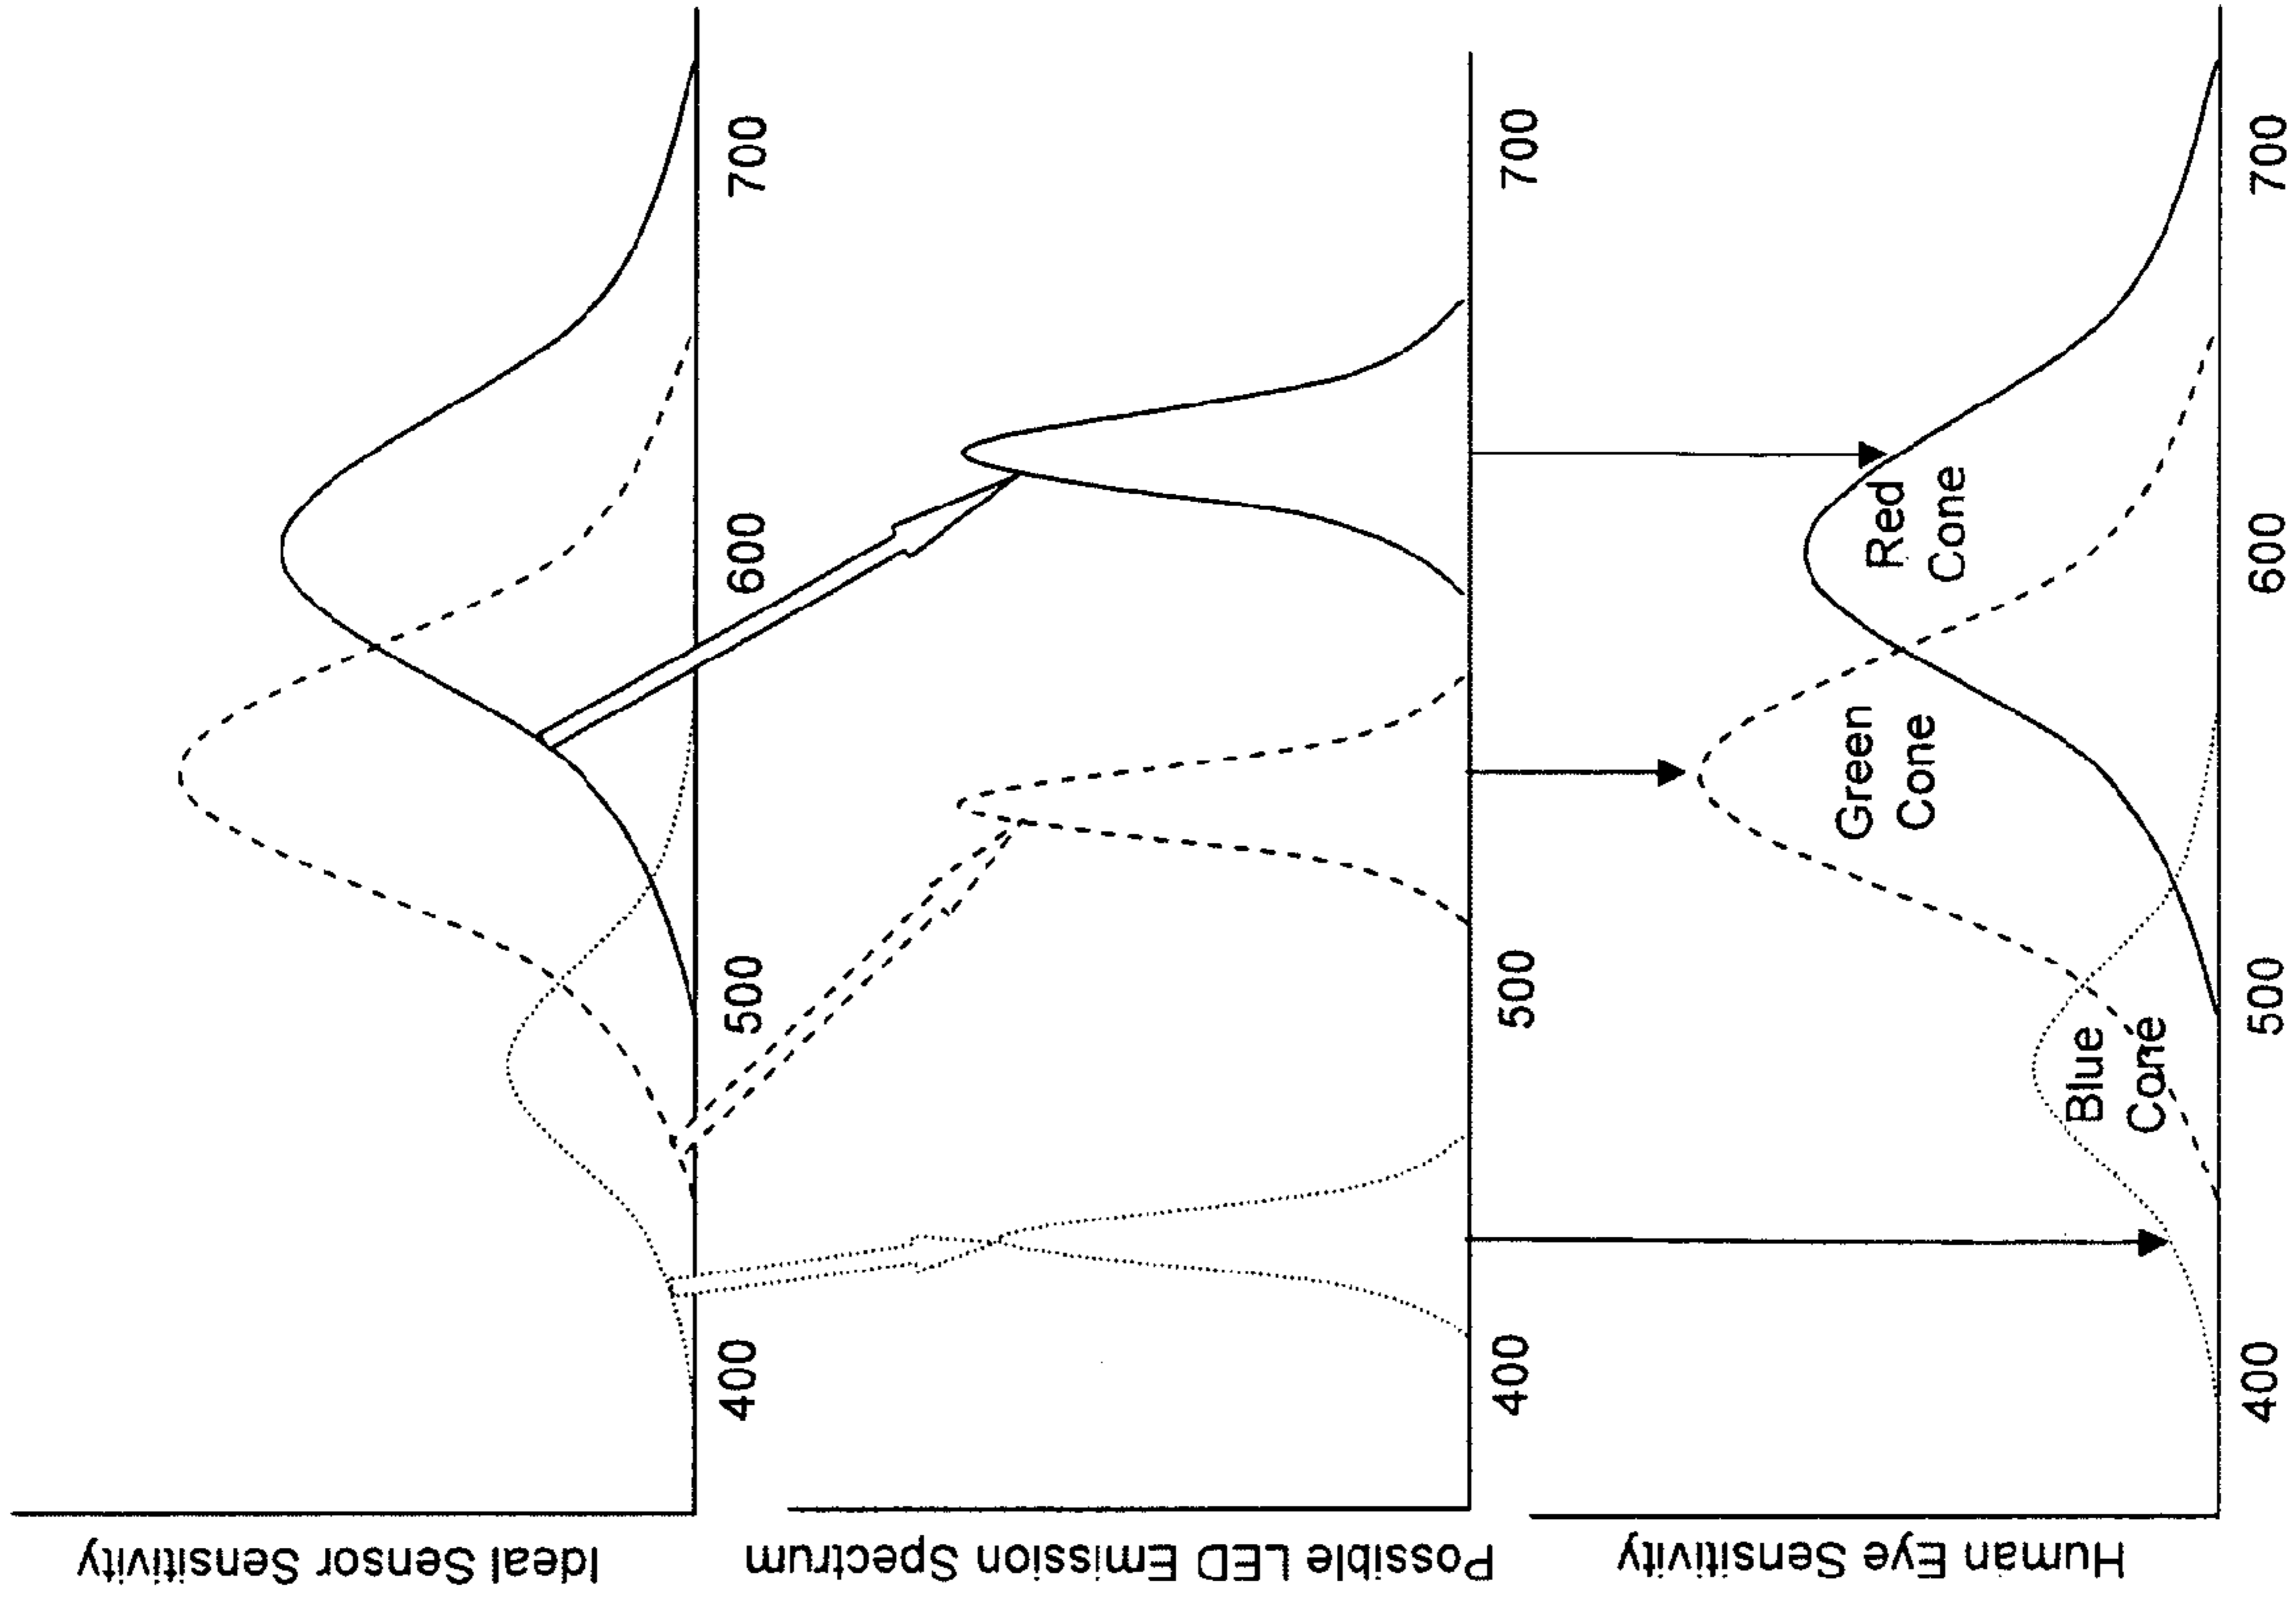 Ideal Sensor Sensitivity
400
500
600
700
Possible LED Emission Spectrum
400
500
700
Human Eye Sensitivity
Blue
Cone
Green
Cone
Red
Cone
400
500
600
700